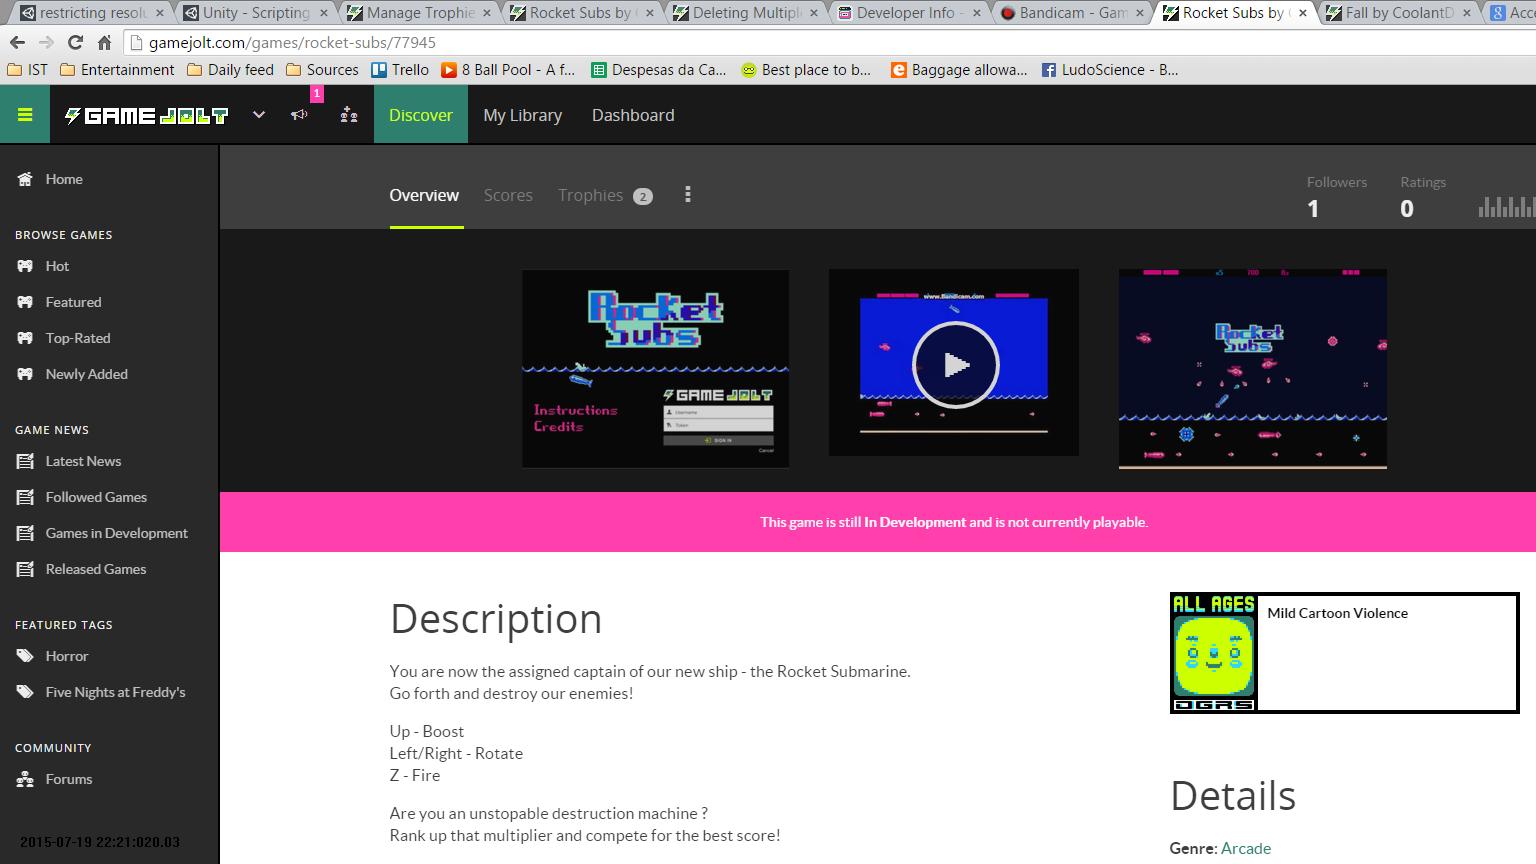 restricting resolu
Unity - Scripting
Manage Trophie
Rocket Subs by
Deleting Multipl
Developer Info -
Bandicam - Gam
Rocket Subs by
Fall by CoolantD
Acce
gamejolt.com/games/rocket-subs/77945
IST
Entertainment
Daily feed
Sources
Trello
8 Ball Pool - A f...
Despesas da Ca...
Best place to b...
Baggage allowa...
LudoScience - B...
GAME JOLT
1
Discover
My Library
Dashboard
Home
BROWSE GAMES
Hot
Featured
Top-Rated
Newly Added
GAME NEWS
Latest News
Followed Games
Games in Development
Released Games
FEATURED TAGS
Horror
Five Nights at Freddy's
COMMUNITY
Forums
2015-07-19 22:21:020.03
Overview
Scores
Trophies 2
Followers
1
Ratings
0
Rocket
Subs
GAME JOLT
Instructions
Credits
Username
Token
SIGN IN
Cancel
www.Bandicam.com
x5 700 8x
Rocket
Subs
This game is still In Development and is not currently playable.
Description
You are now the assigned captain of our new ship - the Rocket Submarine.
Go forth and destroy our enemies!
Up - Boost
Left/Right - Rotate
Z - Fire
Are you an unstopable destruction machine ?
Rank up that multiplier and compete for the best score!
ALL AGES
DGRS
Mild Cartoon Violence
Details
Genre: Arcade